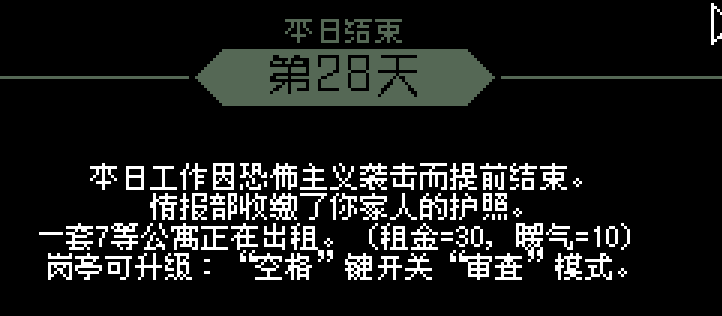 本日结束
第28天
本日工作因恐怖主义袭击而提前结束。
情报部收缴了你家人的护照。
一套7等公寓正在出租。(租金=30, 暖气=10)
岗亭可升级：“空格”键开关“审查”模式。